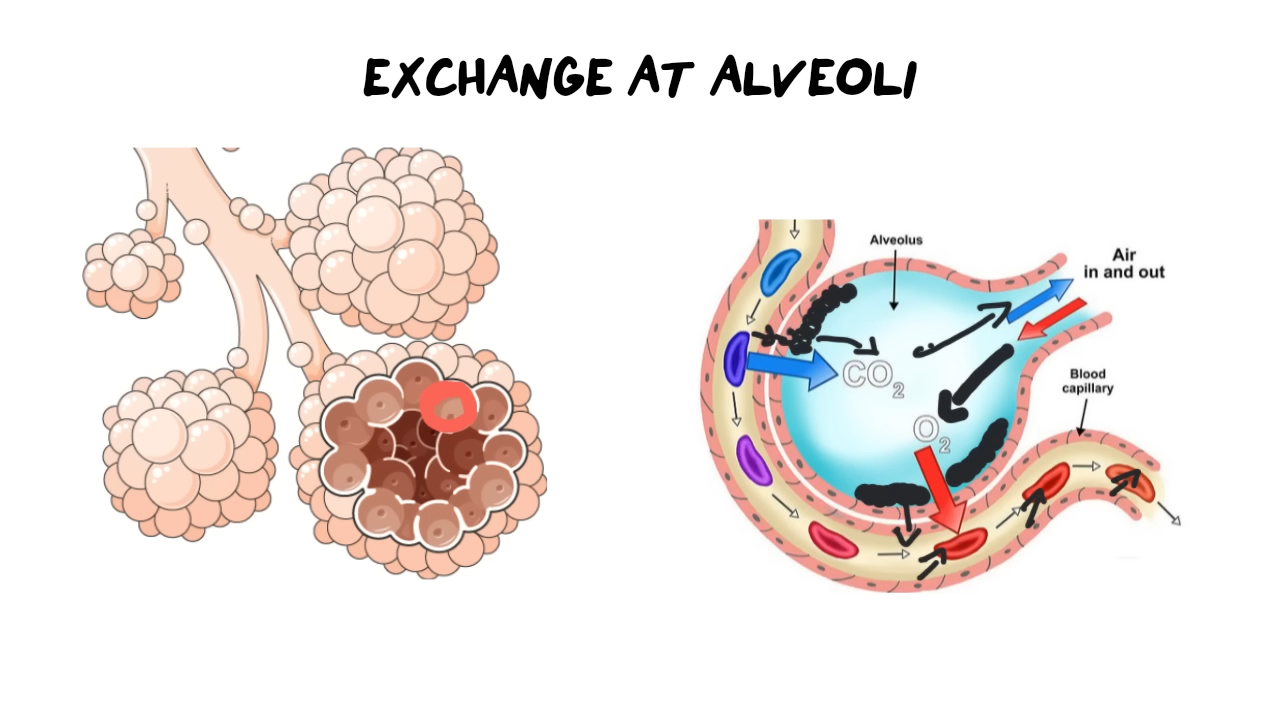 EXCHANGE AT ALVEOLI
Alveolus
Air
in and out
CO₂
O₂
Blood
capillary